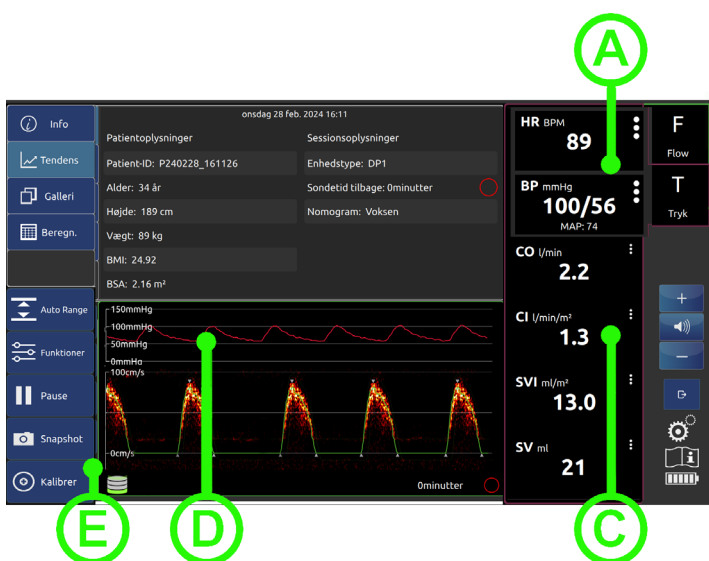 A
onsdag 28 feb. 2024 16:11
Info
Tendens
Galleri
Beregn.
Auto Range
Funktioner
Pause
Snapshot
Kalibrer
Patientoplysninger
Patient-ID: P240228_161126
Alder: 34 år
Højde: 189 cm
Vægt: 89 kg
BMI: 24.92
BSA: 2.16 m²
Sessionsoplysninger
Enhedstype: DP1
Sondetid tilbage: 0minutter
Nomogram: Voksen
150mmHg
100mmHg
50mmHg
0mmHg
100cm/s
0cm/s
0minutter
HR BPM
89
BP mmHg
100/56
MAP: 74
CO l/min
2.2
CI l/min/m²
1.3
SVI ml/m²
13.0
SV ml
21
F
Flow
T
Tryk
+
−
i
E
D
C